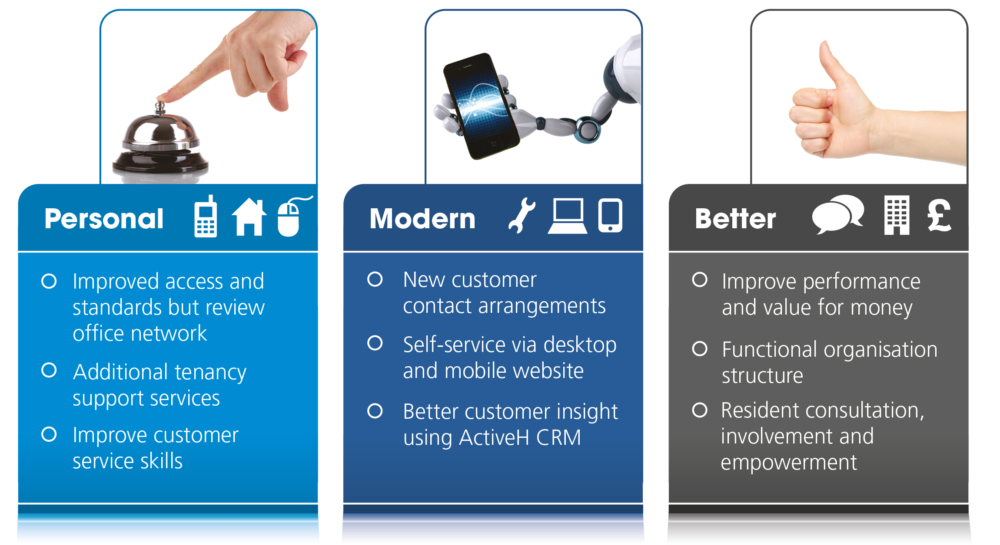 Personal
Improved access and
standards but review
office network
Additional tenancy
support services
Improve customer
service skills
Modern
New customer
contact arrangements
Self-service via desktop
and mobile website
Better customer insight
using ActiveH CRM
Better
£
Improve performance
and value for money
Functional organisation
structure
Resident consultation,
involvement and
empowerment